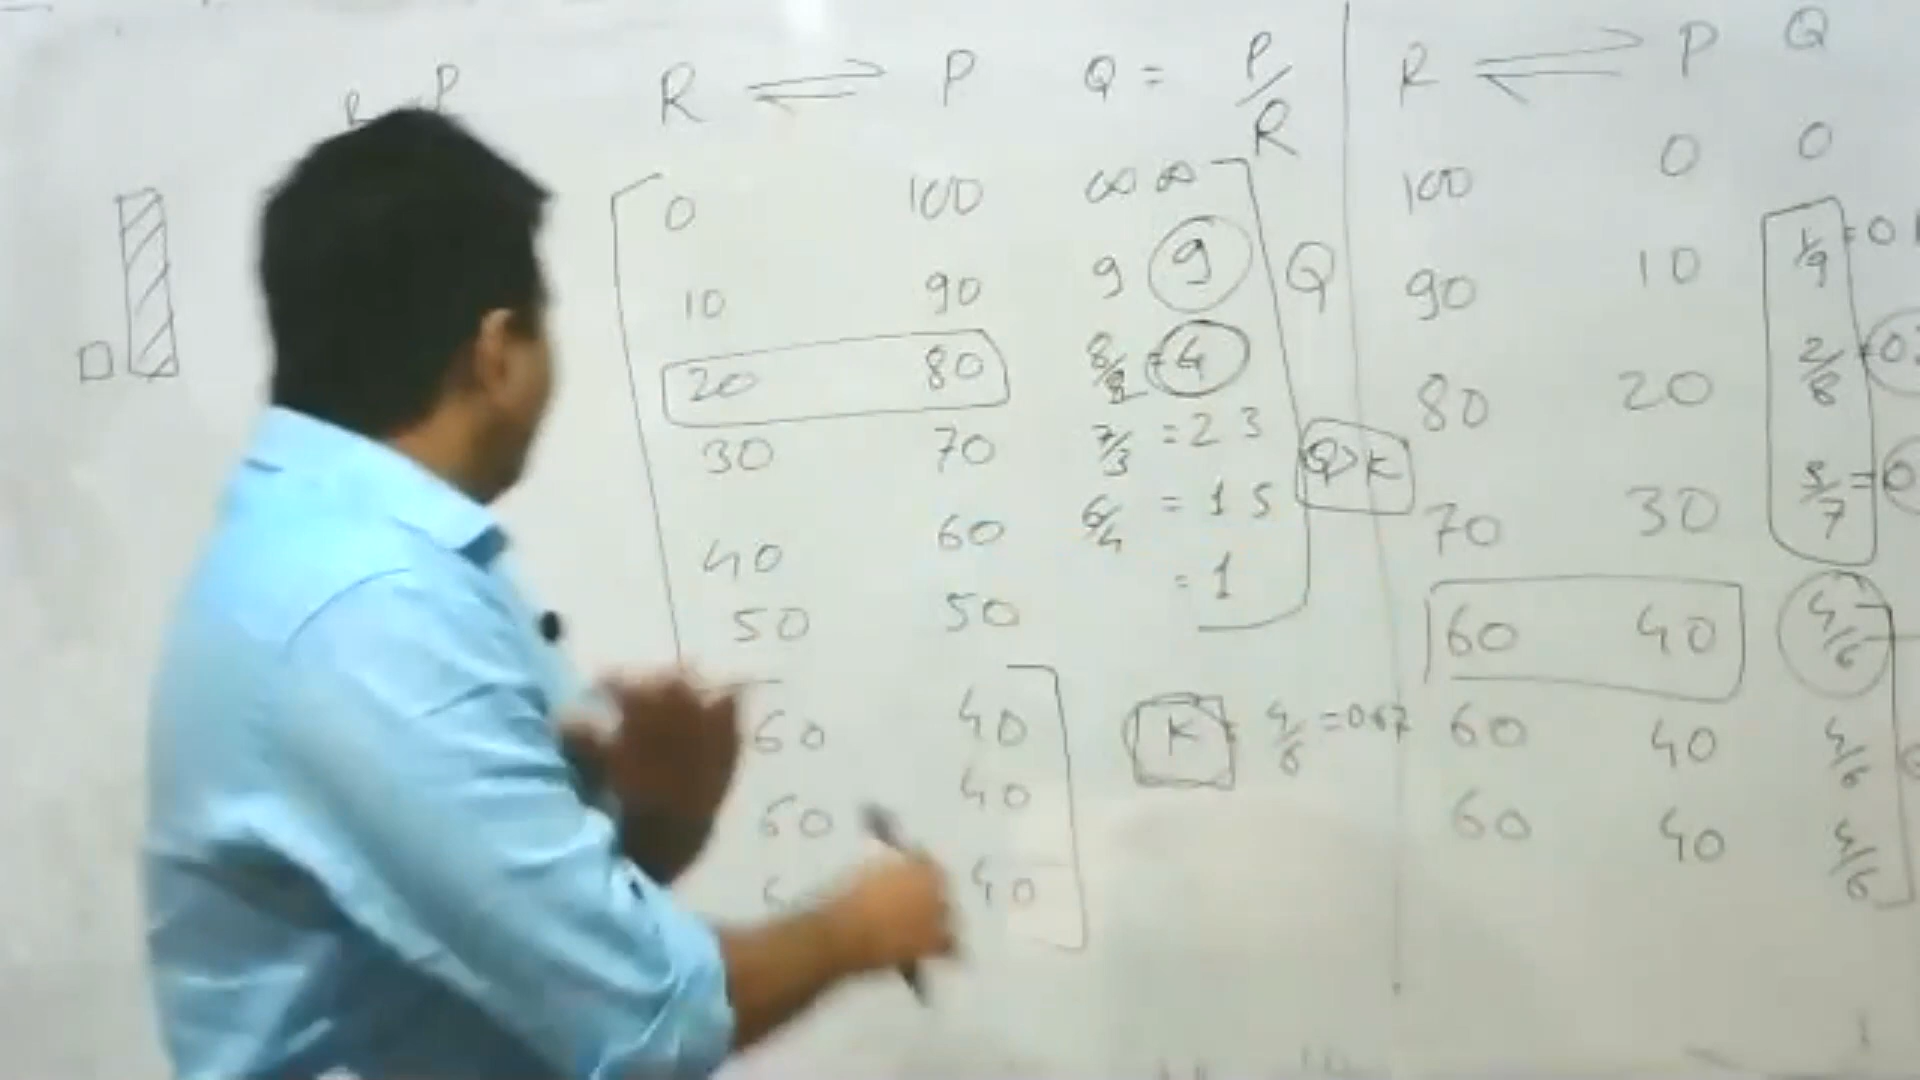 R P
R ⇌ P Q = P/R
0 100 ∞ ∞
10 90 9 9
20 80 8/2 = 4
30 70 7/3 = 2 3
40 60 6/4 = 1 5
50 50 = 1
Q
Q > K
60 40
60 40
40
K = 4/6 = 0.67
R ⇌ P Q
100 0 0
90 10 1/9 = 0.1
80 20 2/8 = 0.
70 30 3/7 = 0
60 40 4/6
60 40 4/6
60 40 4/6